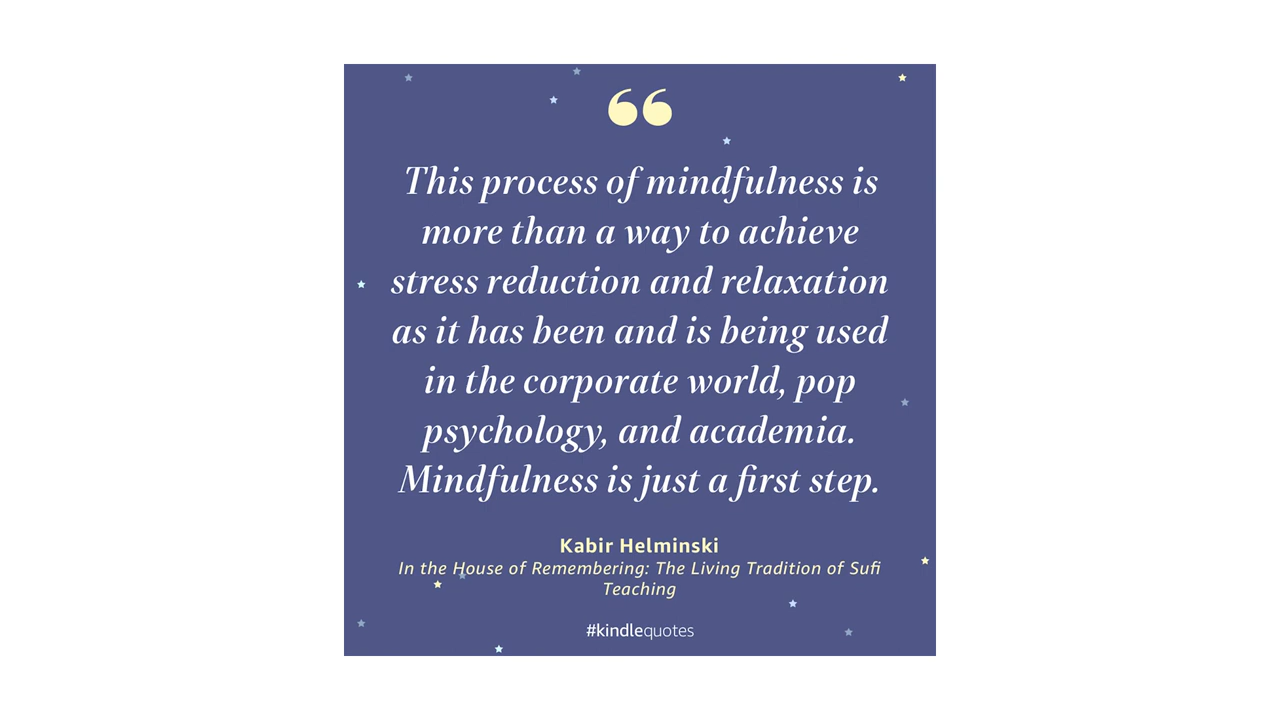 ❝
This process of mindfulness is
more than a way to achieve
stress reduction and relaxation
as it has been and is being used
in the corporate world, pop
psychology, and academia.
Mindfulness is just a first step.
Kabir Helminski
In the House of Remembering: The Living Tradition of Sufi
Teaching
#kindlequotes